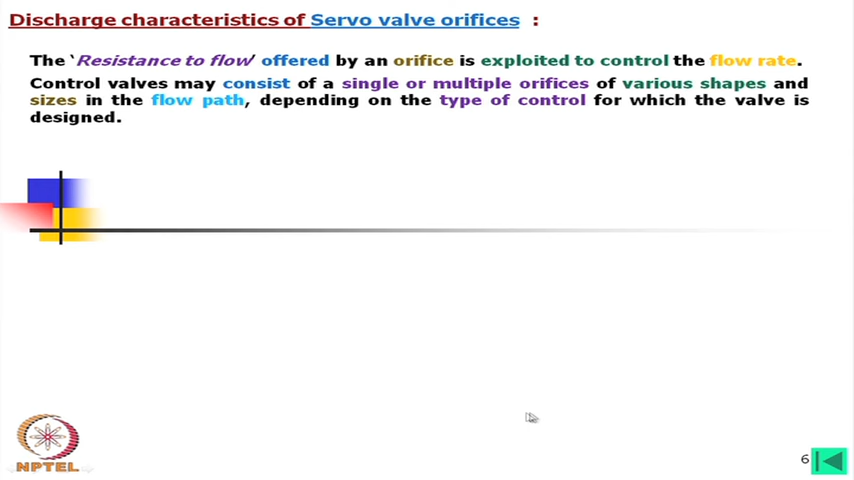 Discharge characteristics of Servo valve orifices :
The ‘Resistance to flow’ offered by an orifice is exploited to control the flow rate.
Control valves may consist of a single or multiple orifices of various shapes and
sizes in the flow path, depending on the type of control for which the valve is
designed.
NPTEL
6